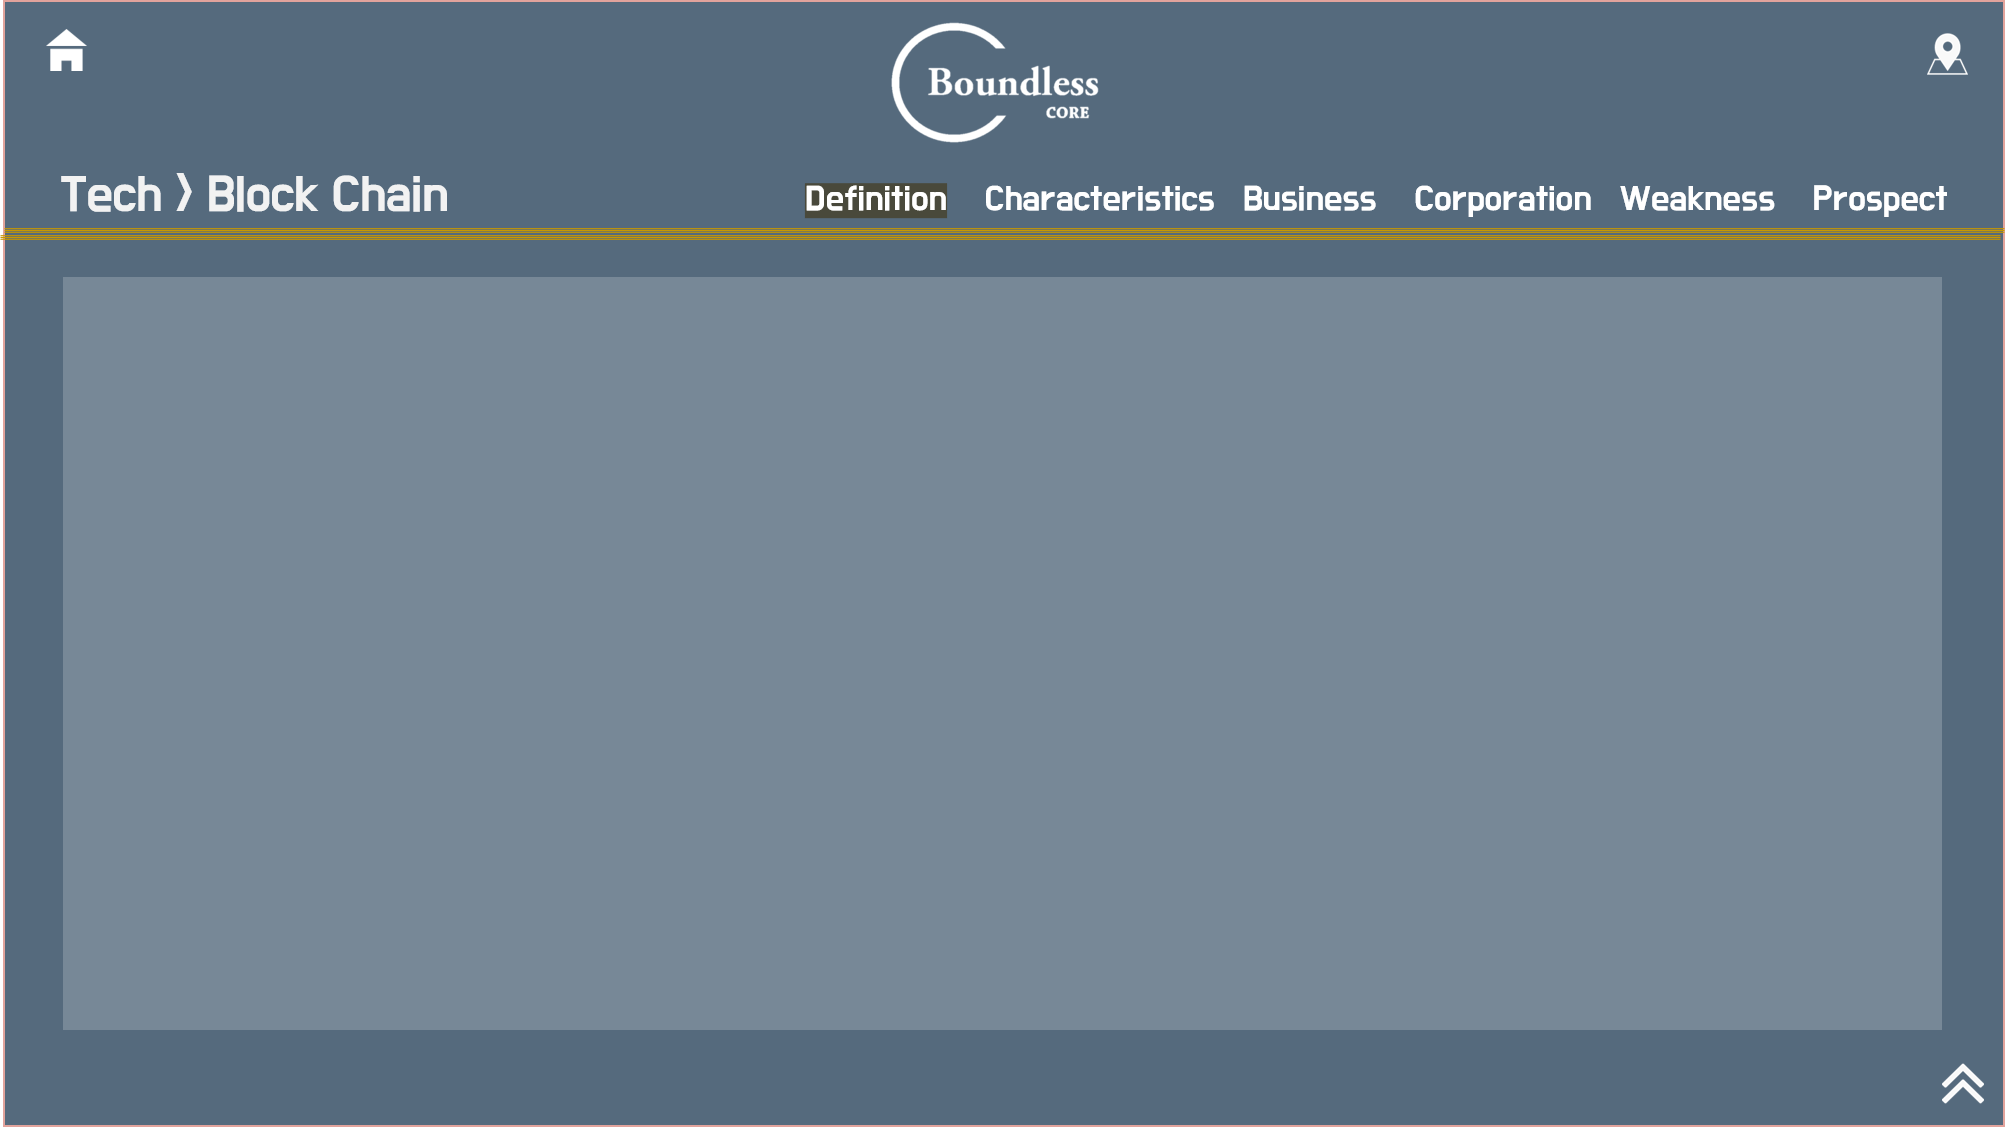 Boundless
CORE
Tech > Block Chain
Definition Characteristics Business Corporation Weakness Prospect